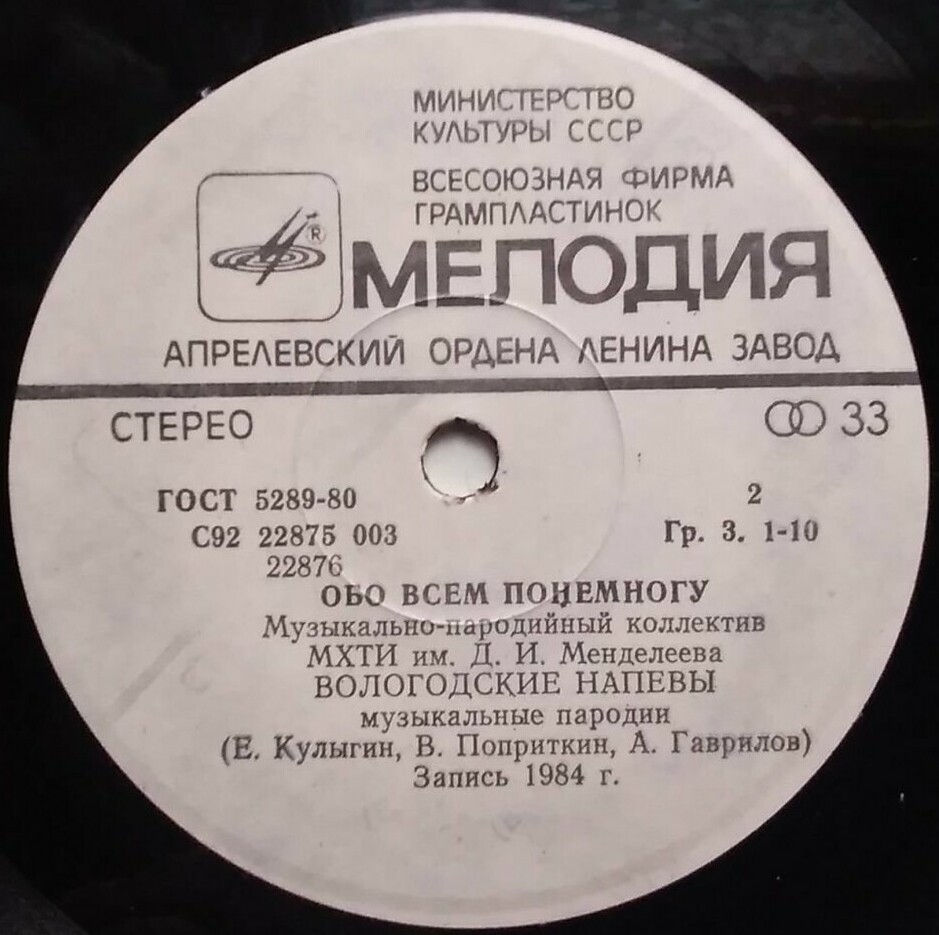 МИНИСТЕРСТВО
КУЛЬТУРЫ СССР
ВСЕСОЮЗНАЯ ФИРМА
ГРАМПЛАСТИНОК
®
МЕЛОДИЯ
АПРЕЛЕВСКИЙ ОРДЕНА ЛЕНИНА ЗАВОД
СТЕРЕО 33
ГОСТ 5289-80 2
С92 22875 003 Гр. 3. 1-10
22876
ОБО ВСЕМ ПОНЕМНОГУ
Музыкально-пародийный коллектив
МХТИ им. Д. И. Менделеева
ВОЛОГОДСКИЕ НАПЕВЫ
музыкальные пародии
(Е. Кулыгин, В. Поприткин, А. Гаврилов)
Запись 1984 г.